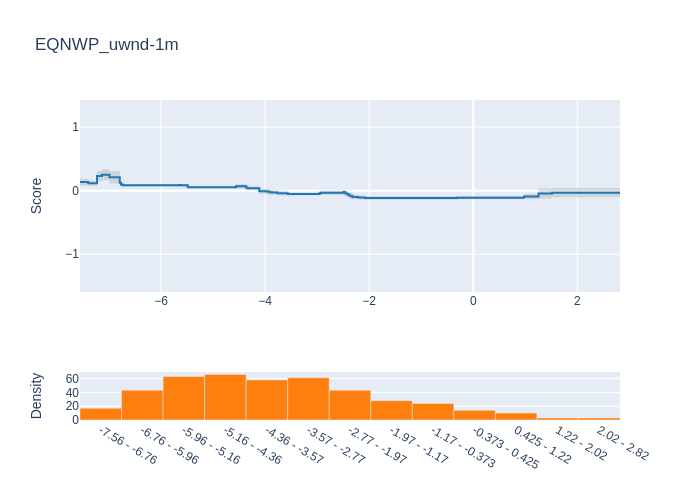 EQNWP_uwnd-1m
Score
1
0
−1
−6
−4
−2
0
2
Density
60
40
20
0
-7.56 - -6.76
-6.76 - -5.96
-5.96 - -5.16
-5.16 - -4.36
-4.36 - -3.57
-3.57 - -2.77
-2.77 - -1.97
-1.97 - -1.17
-1.17 - -0.373
-0.373 - 0.425
0.425 - 1.22
1.22 - 2.02
2.02 - 2.82